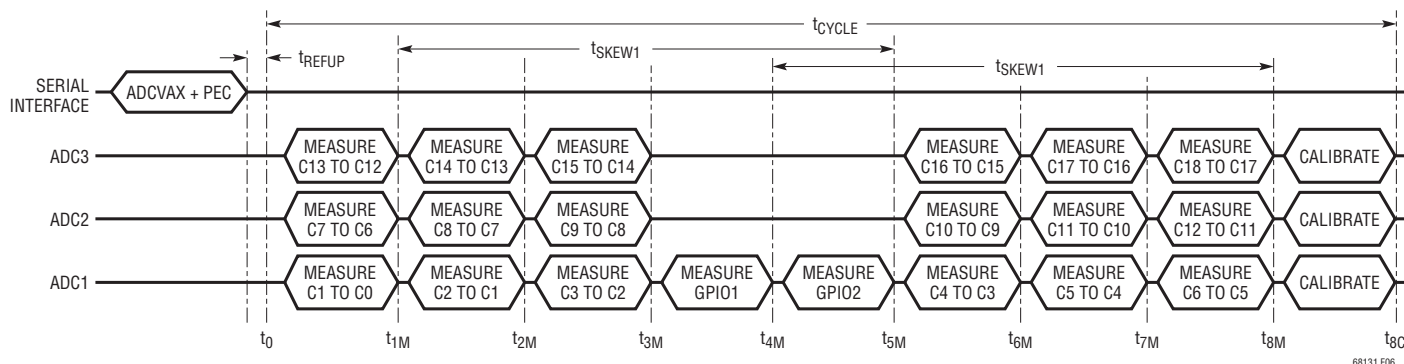 tCYCLE
tSKEW1
tREFUP
tSKEW1
SERIAL
INTERFACE
ADCVAX + PEC
ADC3
MEASURE
C13 TO C12
MEASURE
C14 TO C13
MEASURE
C15 TO C14
MEASURE
C16 TO C15
MEASURE
C17 TO C16
MEASURE
C18 TO C17
CALIBRATE
ADC2
MEASURE
C7 TO C6
MEASURE
C8 TO C7
MEASURE
C9 TO C8
MEASURE
C10 TO C9
MEASURE
C11 TO C10
MEASURE
C12 TO C11
CALIBRATE
ADC1
MEASURE
C1 TO C0
MEASURE
C2 TO C1
MEASURE
C3 TO C2
MEASURE
GPIO1
MEASURE
GPIO2
MEASURE
C4 TO C3
MEASURE
C5 TO C4
MEASURE
C6 TO C5
CALIBRATE
t0 t1M t2M t3M t4M t5M t6M t7M t8M t8C
68131 F06